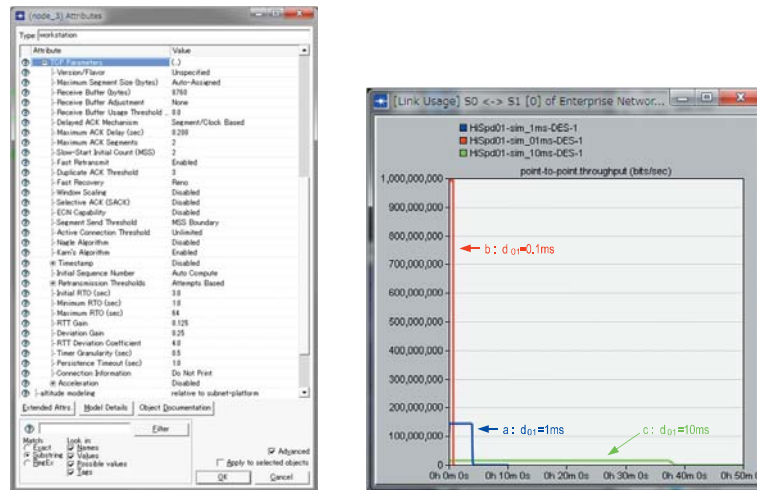 (node_3) Attributes
Type: workstation
Attribute Value
TCP Parameters (...)
Version/Flavor Unspecified
Maximum Segment Size (bytes) Auto-Assigned
Receive Buffer (bytes) 8760
Receive Buffer Adjustment None
Receive Buffer Usage Threshold ... 0.0
Delayed ACK Mechanism Segment/Clock Based
Maximum ACK Delay (sec) 0.200
Maximum ACK Segments 2
Slow-Start Initial Count (MSS) 2
Fast Retransmit Enabled
Duplicate ACK Threshold 3
Fast Recovery Reno
Window Scaling Disabled
Selective ACK (SACK) Disabled
ECN Capability Disabled
Segment Send Threshold MSS Boundary
Active Connection Threshold Unlimited
Nagle Algorithm Disabled
Karn's Algorithm Enabled
Timestamp Disabled
Initial Sequence Number Auto Compute
Retransmission Thresholds Attempts Based
Initial RTO (sec) 3.0
Minimum RTO (sec) 1.0
Maximum RTO (sec) 64
RTT Gain 0.125
Deviation Gain 0.25
RTT Deviation Coefficient 4.0
Timer Granularity (sec) 0.5
Persistence Timeout (sec) 1.0
Connection Information Do Not Print
Acceleration Disabled
altitude modeling relative to subnet-platform
Extended Attrs. Model Details Object Documentation
Filter
Match: Look in:
Exact Names
Substring Values
RegEx Possible values
Tags
Advanced
Apply to selected objects
OK Cancel
[Link Usage] S0 <-> S1 [0] of Enterprise Networ...
HiSpd01-sim_1ms-DES-1
HiSpd01-sim_01ms-DES-1
HiSpd01-sim_10ms-DES-1
point-to-point.throughput (bits/sec)
1,000,000,000
900,000,000
800,000,000
b: d01=0.1ms
700,000,000
600,000,000
500,000,000
400,000,000
300,000,000
200,000,000
a: d01=1ms
c: d01=10ms
100,000,000
0
0h 0m 0s 0h 10m 0s 0h 20m 0s 0h 30m 0s 0h 40m 0s 0h 50m 0s